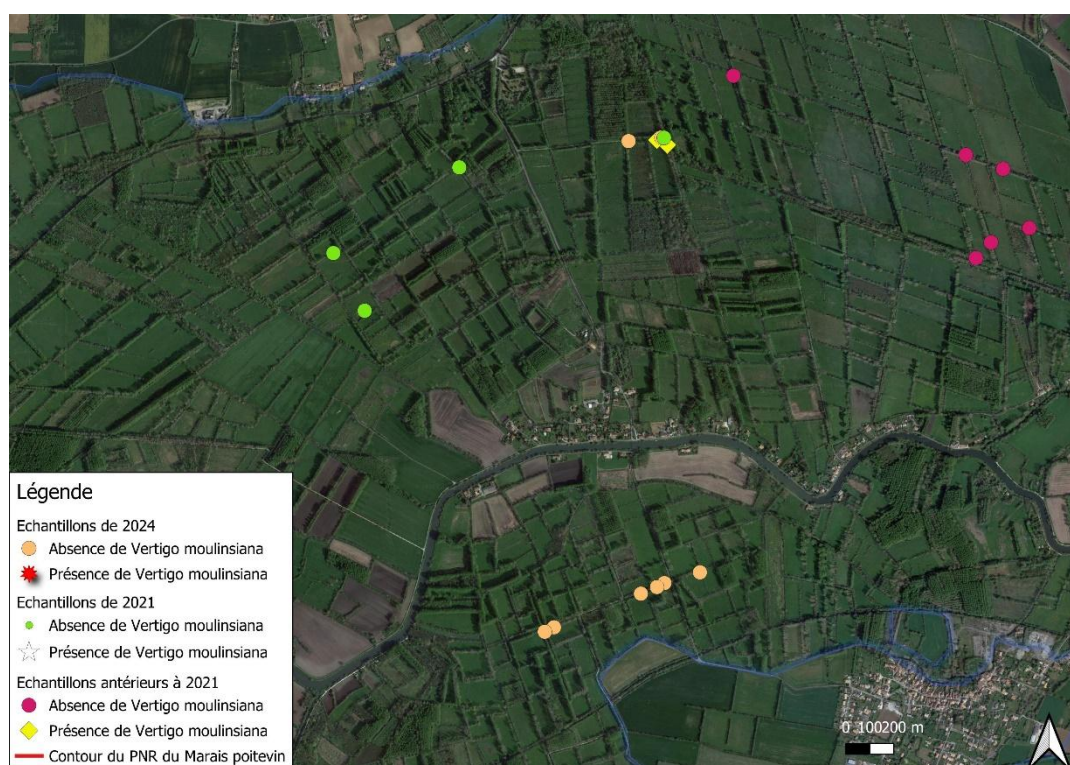 Légende
Echantillons de 2024
Absence de Vertigo moulinsiana
Présence de Vertigo moulinsiana
Echantillons de 2021
Absence de Vertigo moulinsiana
Présence de Vertigo moulinsiana
Echantillons antérieurs à 2021
Absence de Vertigo moulinsiana
Présence de Vertigo moulinsiana
Contour du PNR du Marais poitevin
0 100200 m